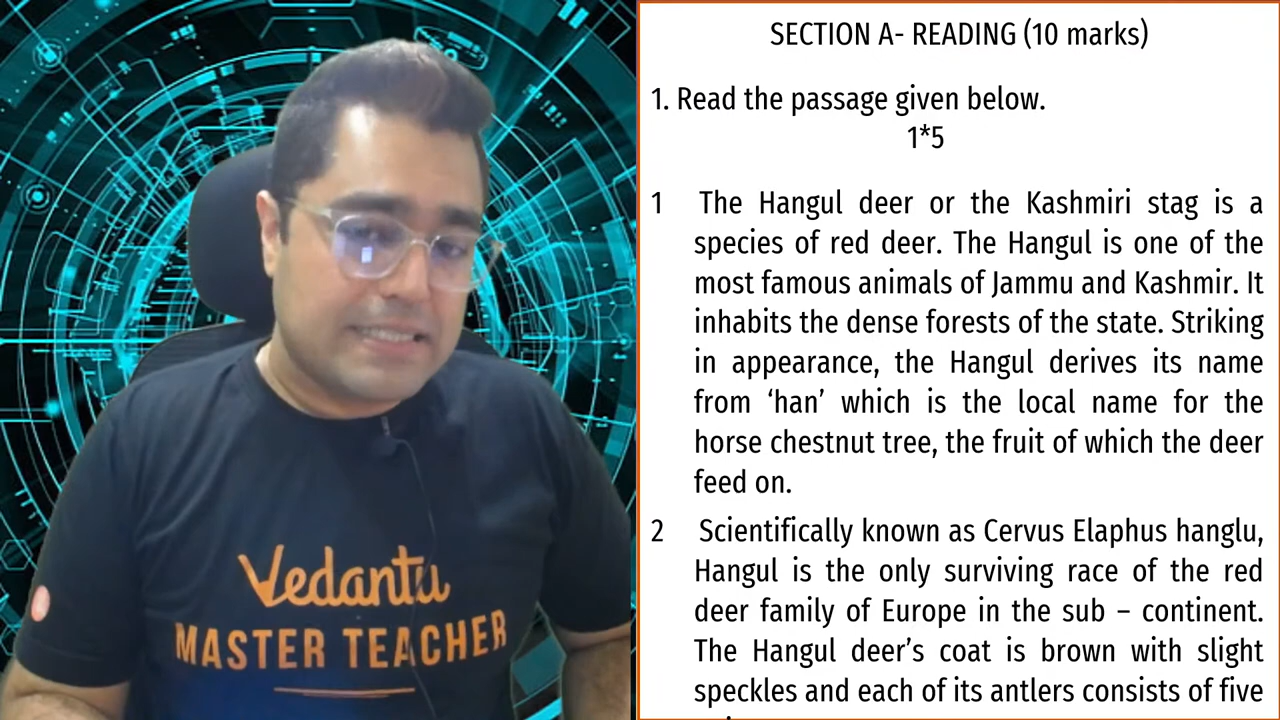 Vedantu
MASTER TEACHER
SECTION A- READING (10 marks)
1. Read the passage given below.
1*5
1 The Hangul deer or the Kashmiri stag is a
species of red deer. The Hangul is one of the
most famous animals of Jammu and Kashmir. It
inhabits the dense forests of the state. Striking
in appearance, the Hangul derives its name
from ‘han’ which is the local name for the
horse chestnut tree, the fruit of which the deer
feed on.
2 Scientifically known as Cervus Elaphus hanglu,
Hangul is the only surviving race of the red
deer family of Europe in the sub – continent.
The Hangul deer’s coat is brown with slight
speckles and each of its antlers consists of five